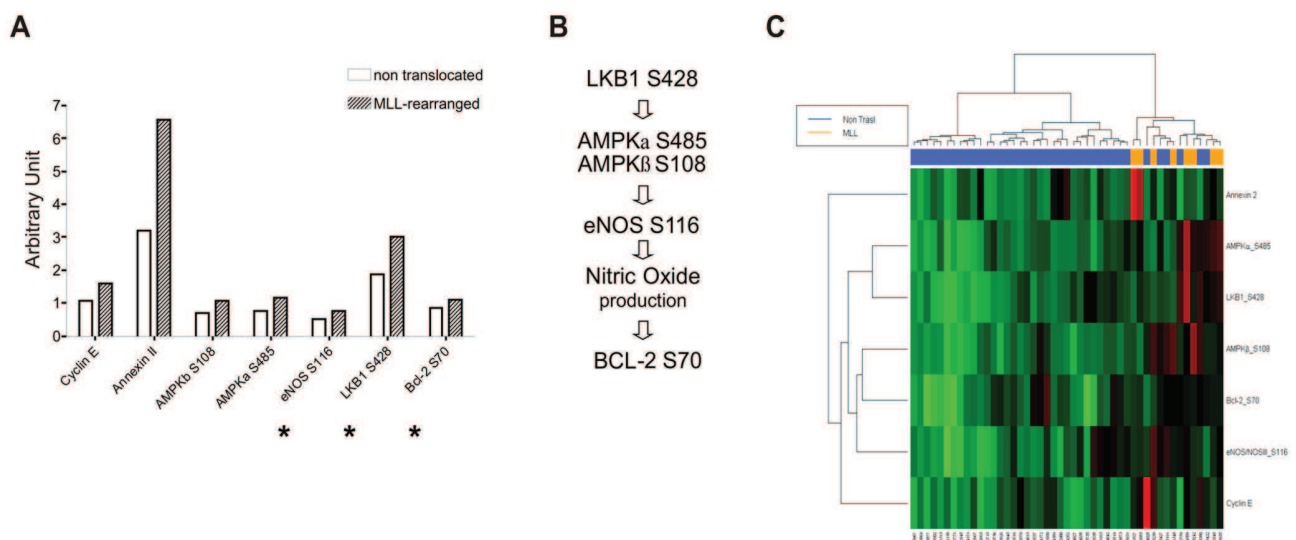 A
non translocated
MLL-rearranged
Arbitrary Unit
7
6
5
4
3
2
1
0
Cyclin E
Annexin II
AMPKb S108
AMPKa S485
eNOS S116
LKB1 S428
Bcl-2 S70
* * *
B
LKB1 S428
AMPKa S485
AMPKß S108
eNOS S116
Nitric Oxide
production
BCL-2 S70
C
Non Trasl
MLL
Annexin 2
AMPKα_S485
LKB1_S428
AMPKβ_S108
Bcl-2_S70
eNOS/NOSIII_S116
Cyclin E